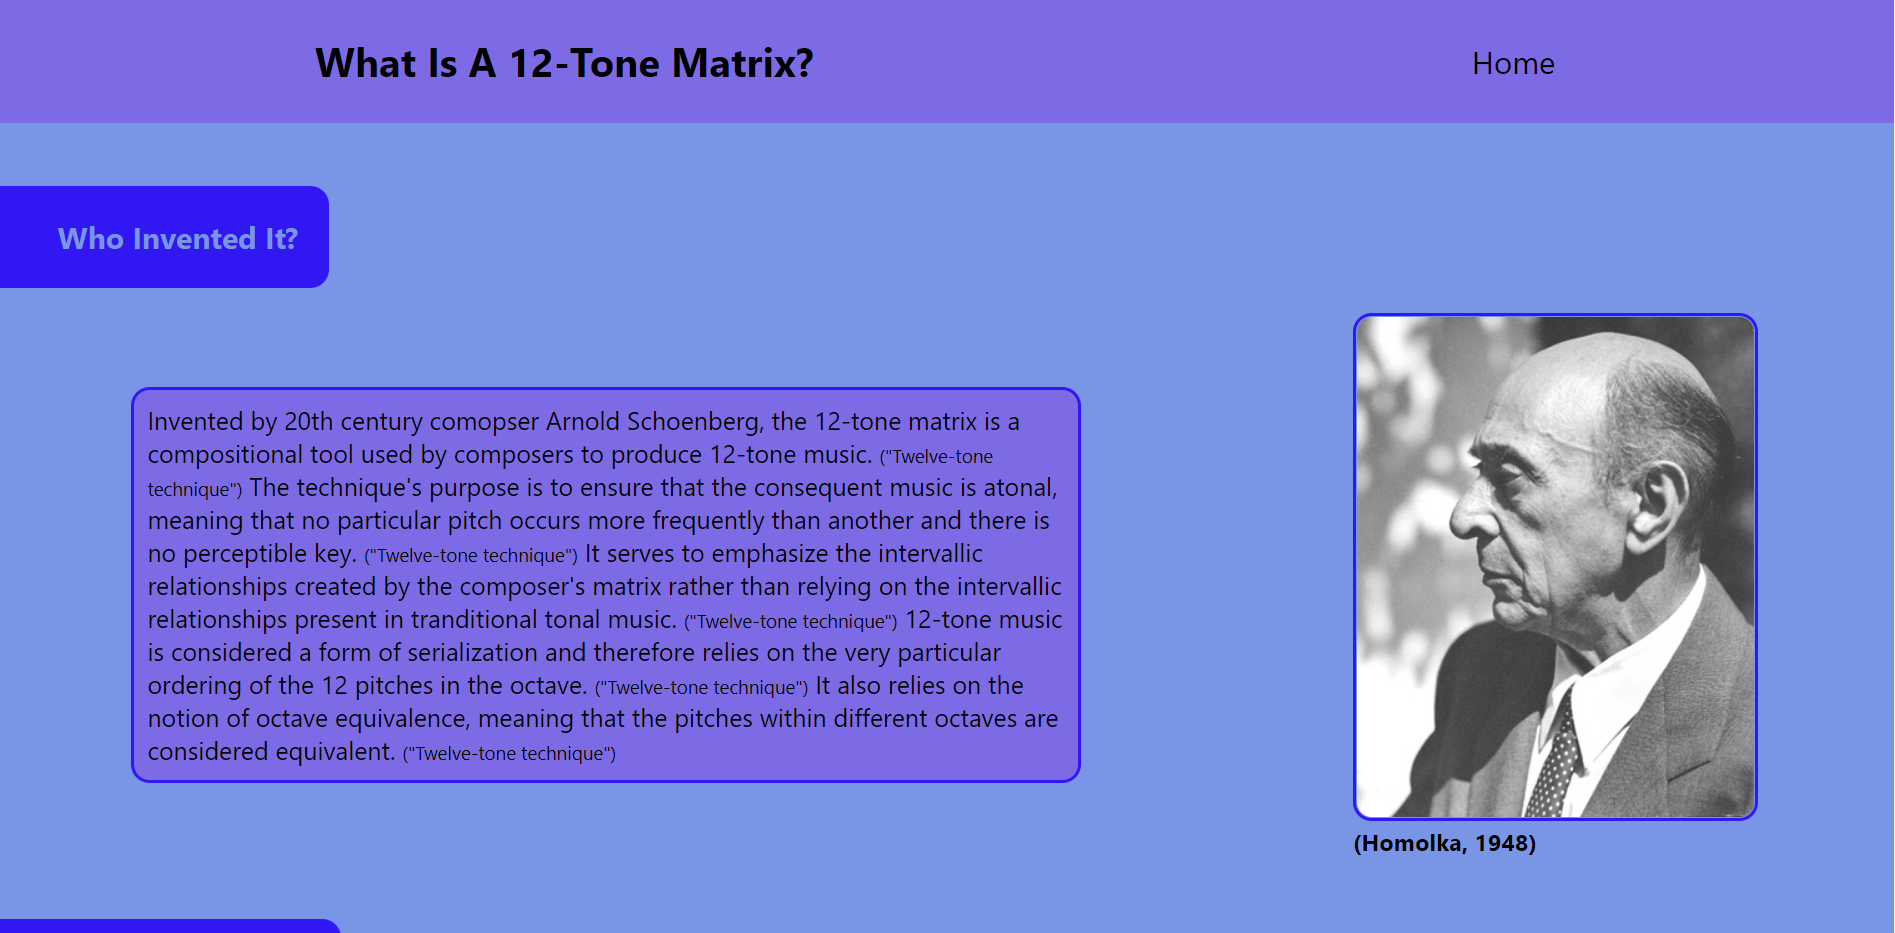 What Is A 12-Tone Matrix?
Home
Who Invented It?
Invented by 20th century comopser Arnold Schoenberg, the 12-tone matrix is a
compositional tool used by composers to produce 12-tone music. ("Twelve-tone
technique") The technique's purpose is to ensure that the consequent music is atonal,
meaning that no particular pitch occurs more frequently than another and there is
no perceptible key. ("Twelve-tone technique") It serves to emphasize the intervallic
relationships created by the composer's matrix rather than relying on the intervallic
relationships present in tranditional tonal music. ("Twelve-tone technique") 12-tone music
is considered a form of serialization and therefore relies on the very particular
ordering of the 12 pitches in the octave. ("Twelve-tone technique") It also relies on the
notion of octave equivalence, meaning that the pitches within different octaves are
considered equivalent. ("Twelve-tone technique")
(Homolka, 1948)